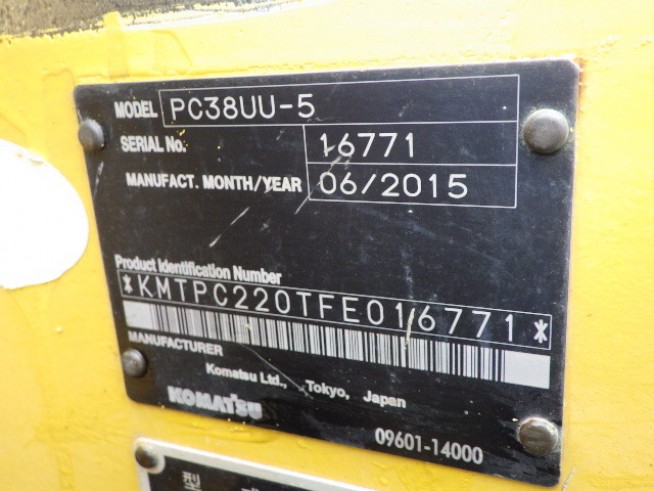 MODEL PC38UU-5
SERIAL No. 16771
MANUFACT. MONTH/YEAR 06/2015
Product Identification Number
*KMTPC220TFE016771*
MANUFACTURER
Komatsu Ltd., Tokyo, Japan
KOMATSU
09601-14000
型